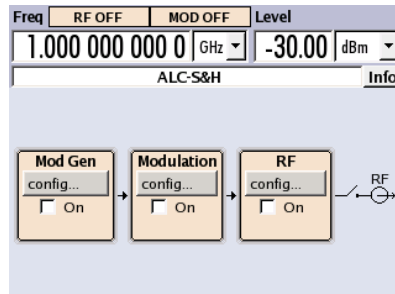 Freq RF OFF MOD OFF Level
1.000 000 000 0 GHz -30.00 dBm
ALC-S&H Info
Mod Gen Modulation RF
config... config... config... RF
On On On